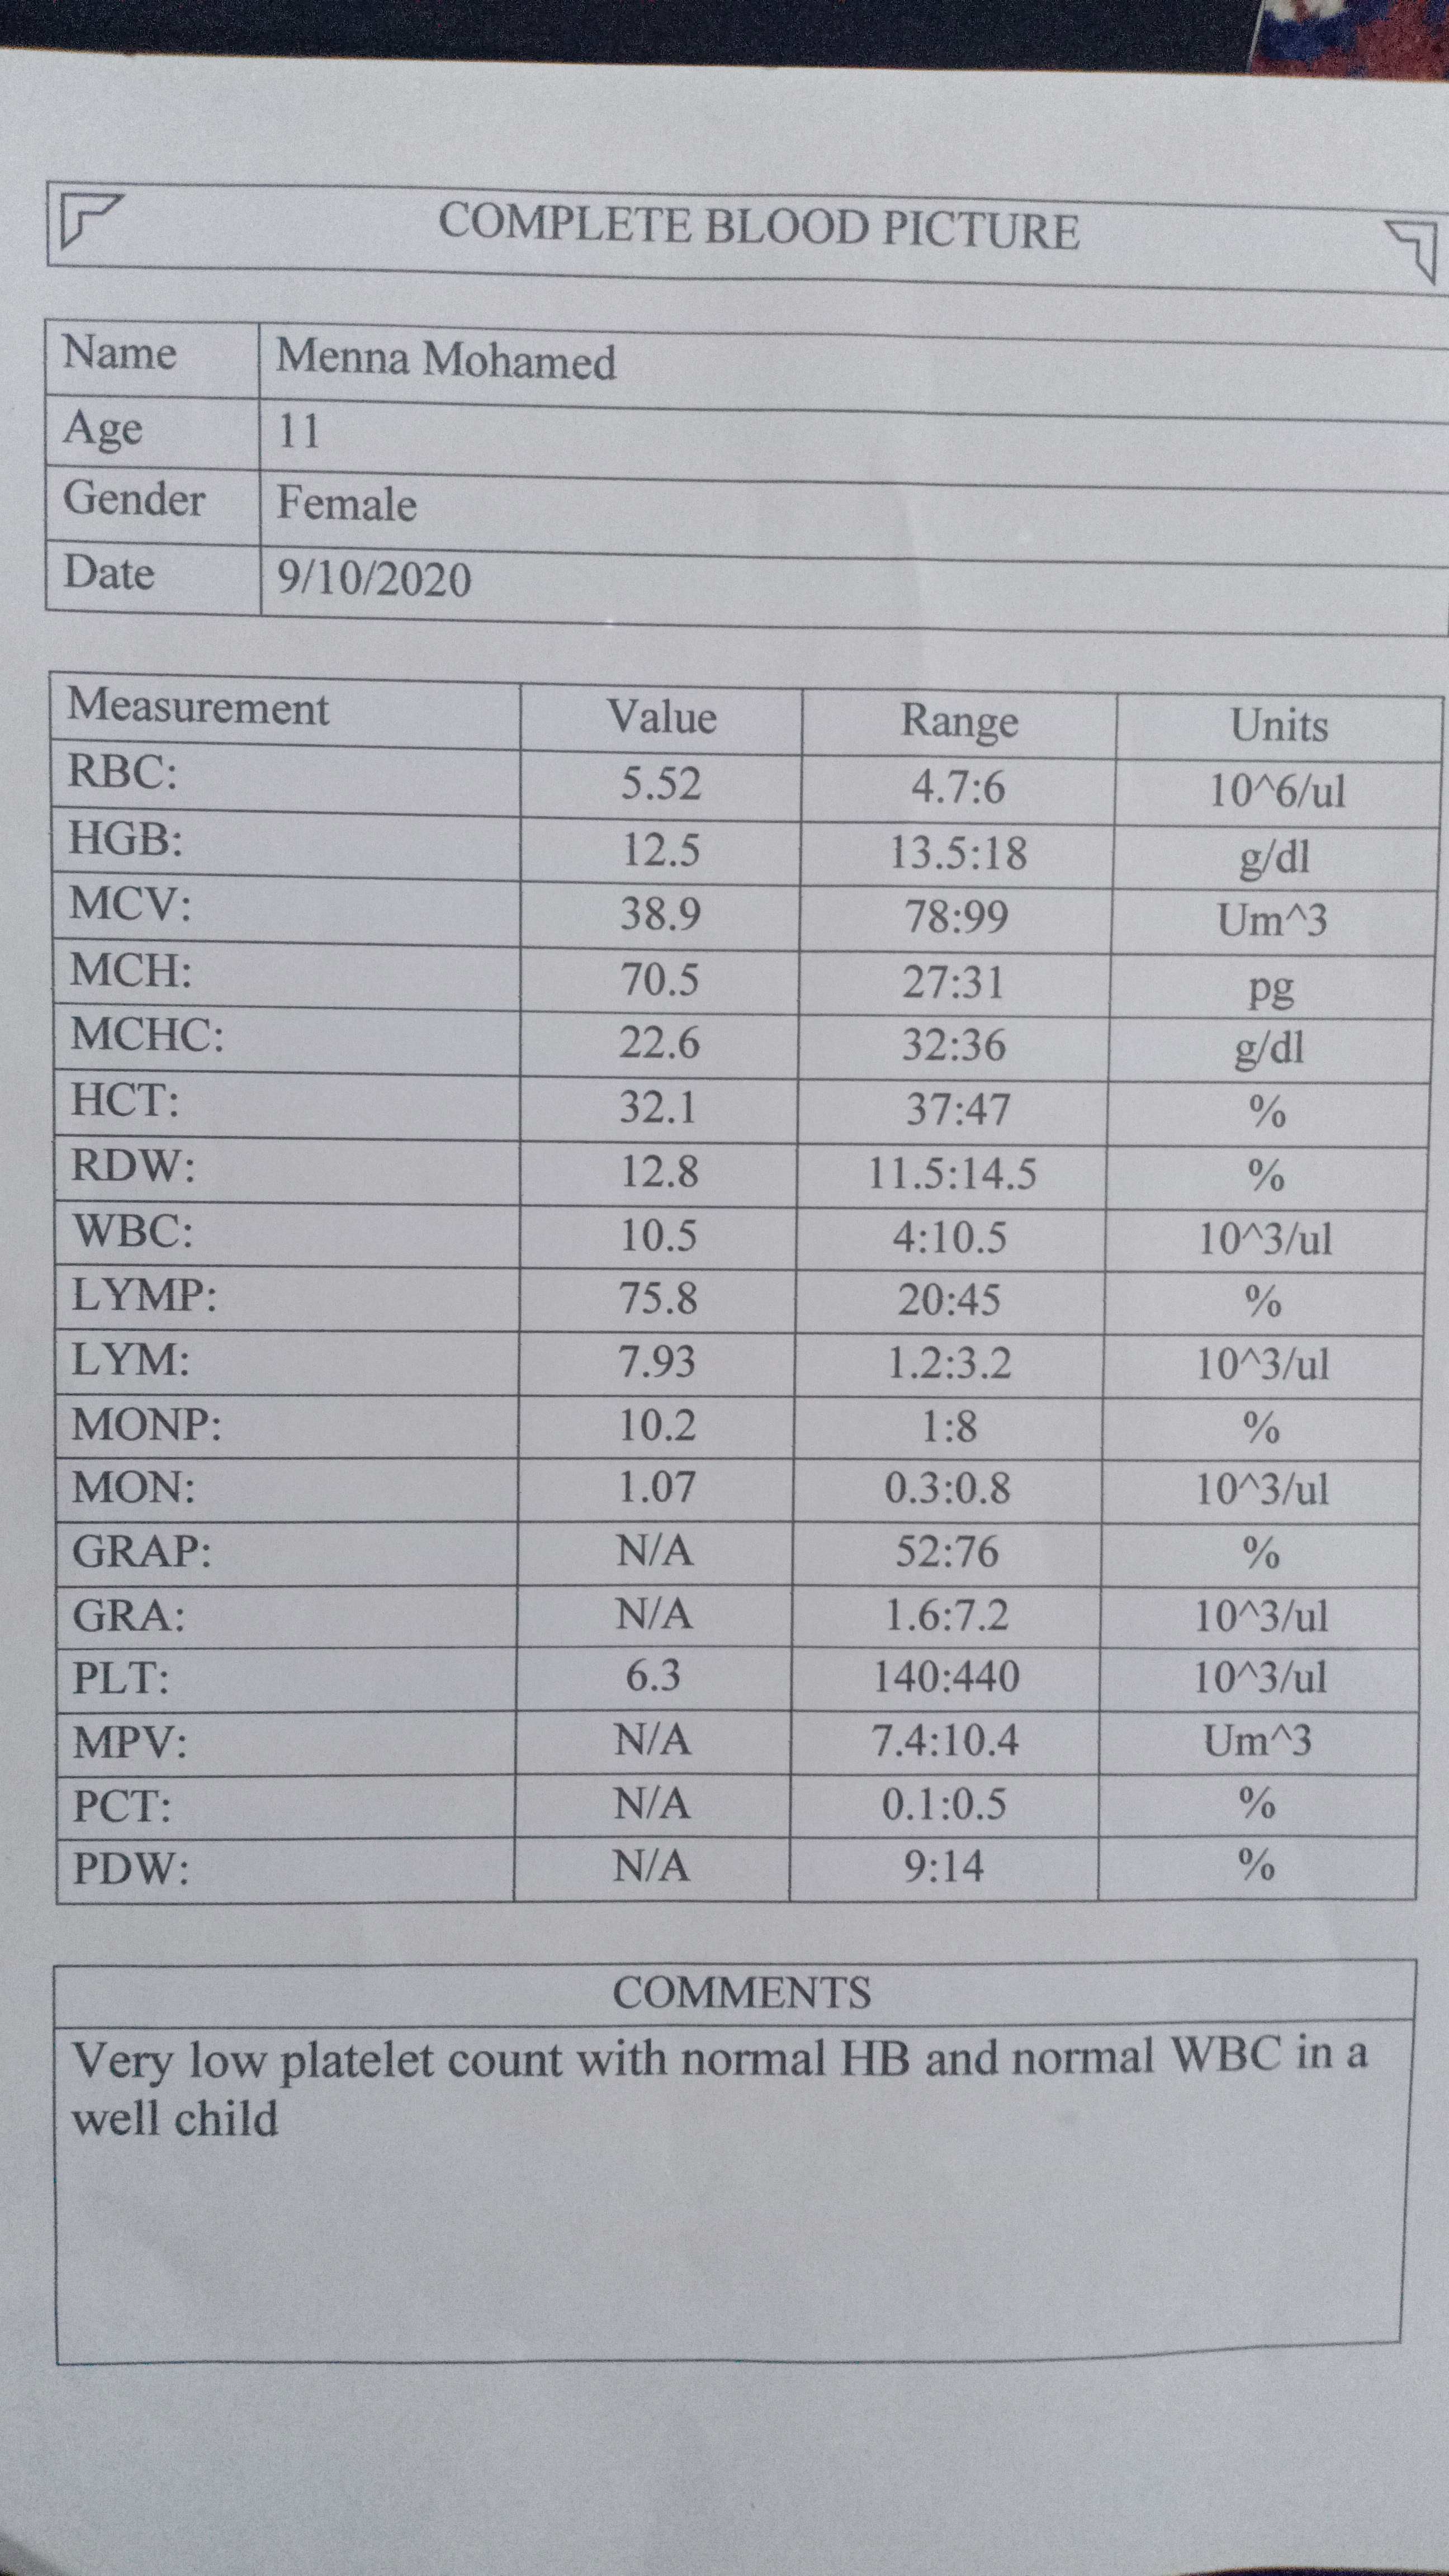 COMPLETE BLOOD PICTURE
Name Menna Mohamed
Age 11
Gender Female
Date 9/10/2020
Measurement Value Range Units
RBC: 5.52 4.7:6 10^6/ul
HGB: 12.5 13.5:18 g/dl
MCV: 38.9 78:99 Um^3
MCH: 70.5 27:31 pg
MCHC: 22.6 32:36 g/dl
HCT: 32.1 37:47 %
RDW: 12.8 11.5:14.5 %
WBC: 10.5 4:10.5 10^3/ul
LYMP: 75.8 20:45 %
LYM: 7.93 1.2:3.2 10^3/ul
MONP: 10.2 1:8 %
MON: 1.07 0.3:0.8 10^3/ul
GRAP: N/A 52:76 %
GRA: N/A 1.6:7.2 10^3/ul
PLT: 6.3 140:440 10^3/ul
MPV: N/A 7.4:10.4 Um^3
PCT: N/A 0.1:0.5 %
PDW: N/A 9:14 %
COMMENTS
Very low platelet count with normal HB and normal WBC in a
well child